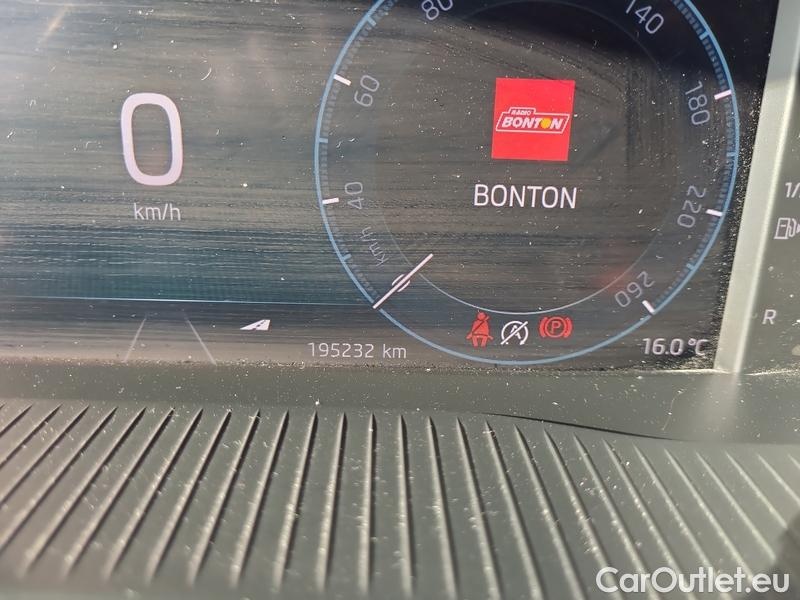 80
140
60
180
0
km/h
RADIO
BONTON
BONTON
40
220
km/h
260
P
195232 km
16.0 °C
1/
R
CarOutlet.eu